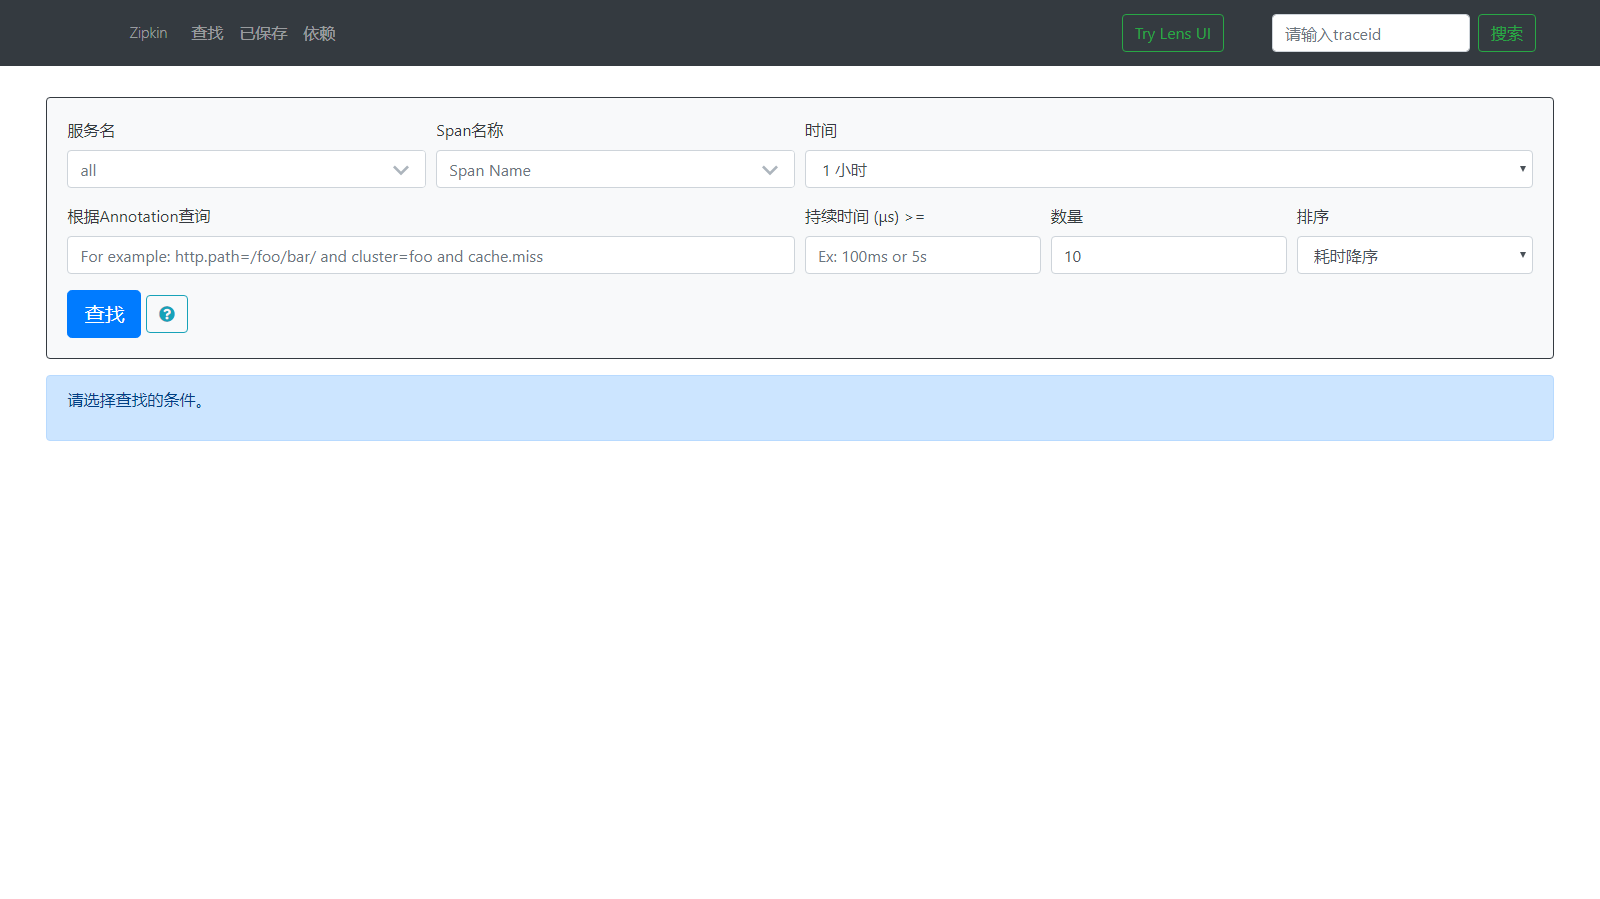 Zipkin 查找 已保存 依赖 Try Lens UI 请输入traceid 搜索
服务名 Span名称 时间
all Span Name 1 小时
根据Annotation查询 持续时间 (μs) >= 数量 排序
For example: http.path=/foo/bar/ and cluster=foo and cache.miss Ex: 100ms or 5s 10 耗时降序
查找 ?
请选择查找的条件。